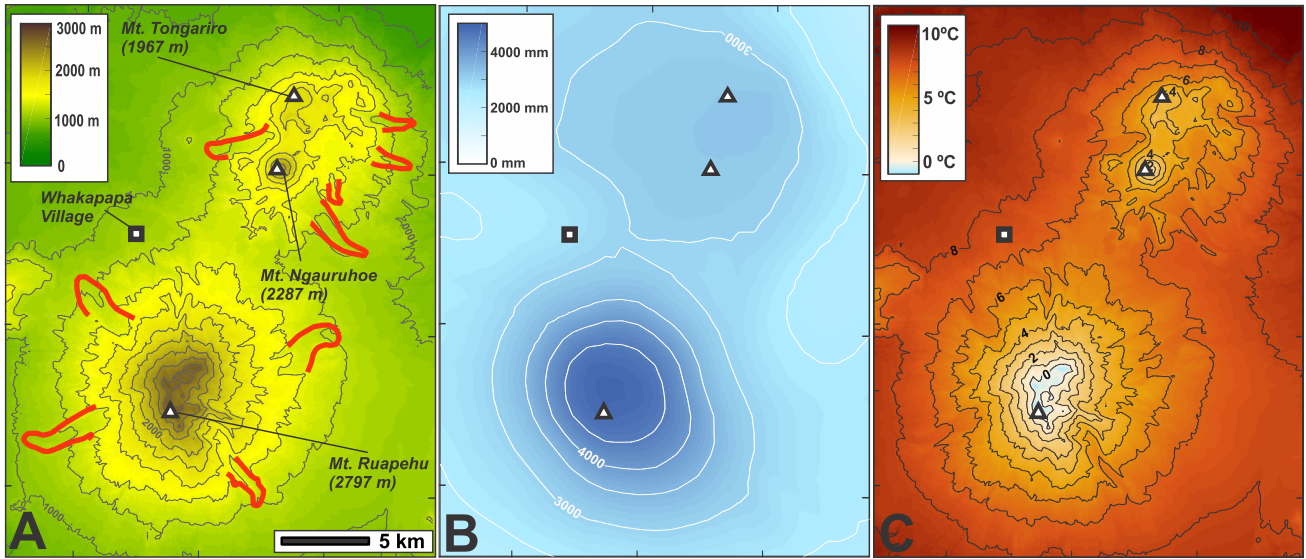 3000 m
2000 m
1000 m
0
Mt. Tongariro
(1967 m)
1000
Whakapapa
Village
1000
Mt. Ngauruhoe
(2287 m)
2000
Mt. Ruapehu
(2797 m)
1000
A
5 km
4000 mm
2000 mm
0 mm
3000
4000
3000
B
10ºC
5 ºC
0 ºC
10
8
6
4
4
8
6
4
2
0
C